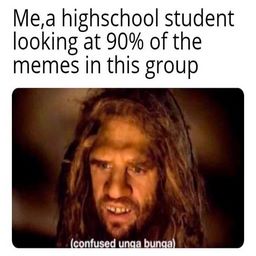 Me,a highschool student
looking at 90% of the
memes in this group
(confused unga bunga)